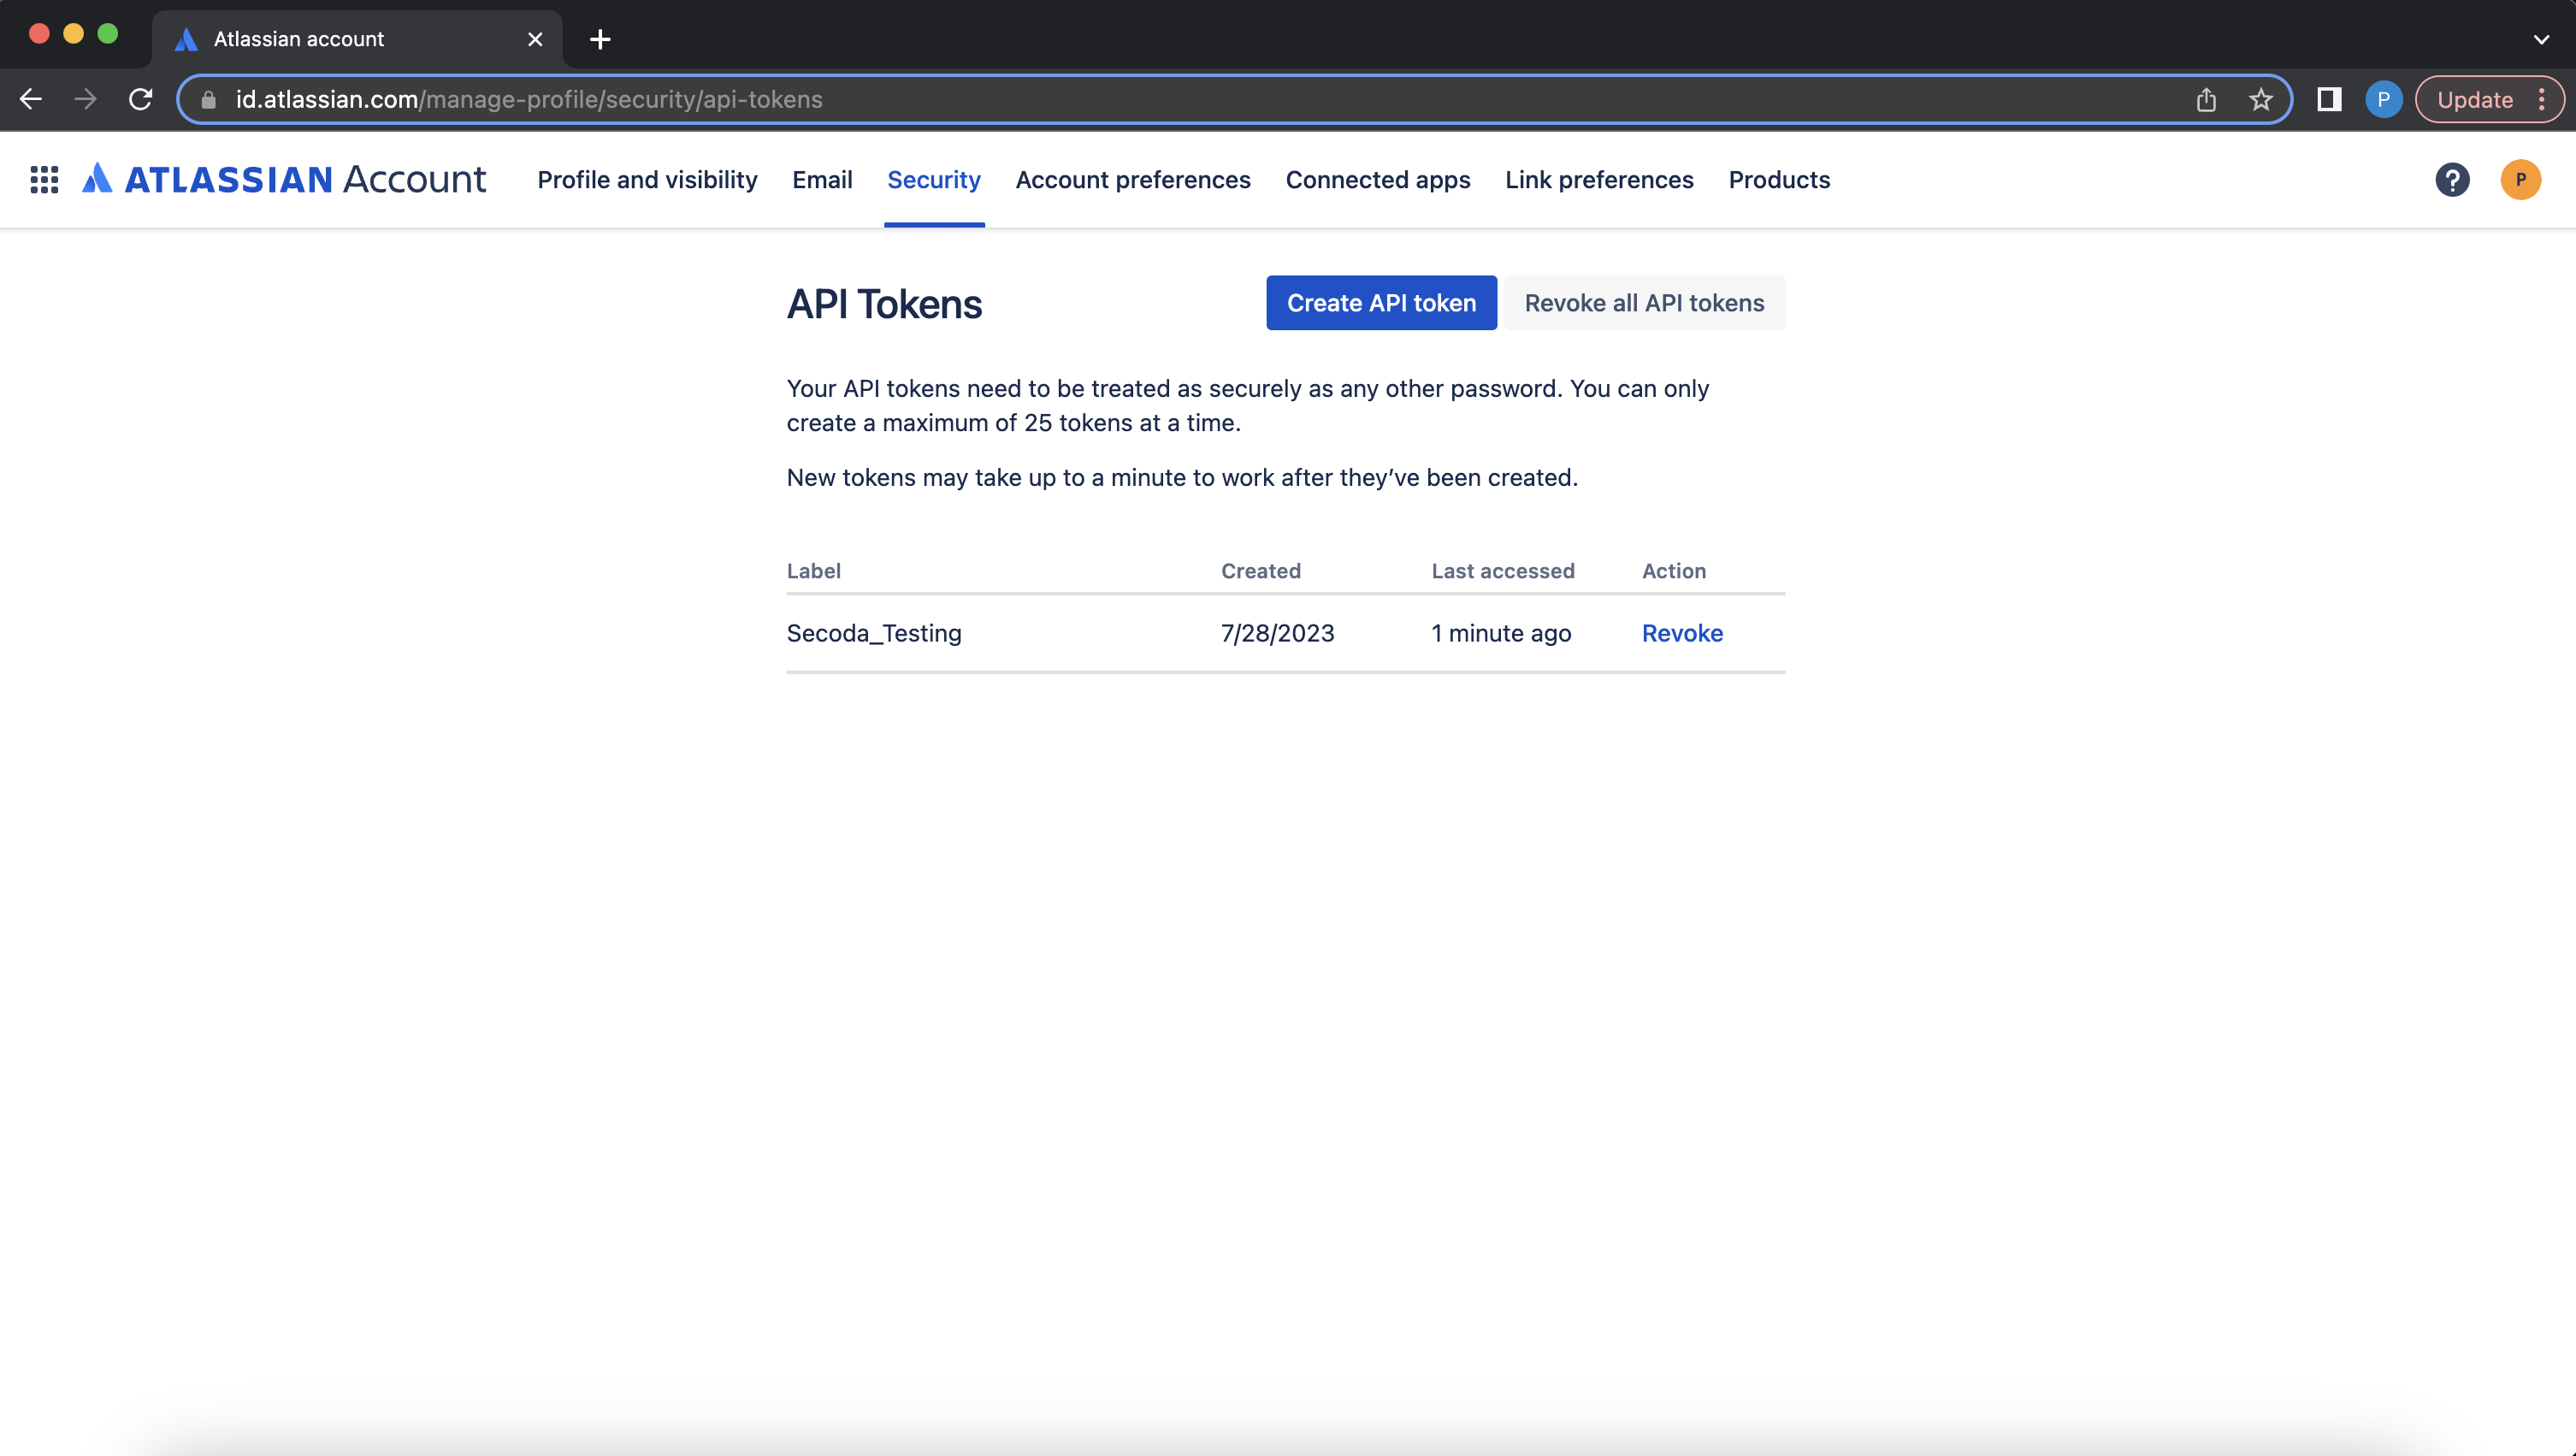 Atlassian account
id.atlassian.com/manage-profile/security/api-tokens
P
Update
ATLASSIAN Account
Profile and visibility
Email
Security
Account preferences
Connected apps
Link preferences
Products
?
P
API Tokens
Create API token
Revoke all API tokens
Your API tokens need to be treated as securely as any other password. You can only
create a maximum of 25 tokens at a time.
New tokens may take up to a minute to work after they’ve been created.
Label Created Last accessed Action
Secoda_Testing 7/28/2023 1 minute ago Revoke